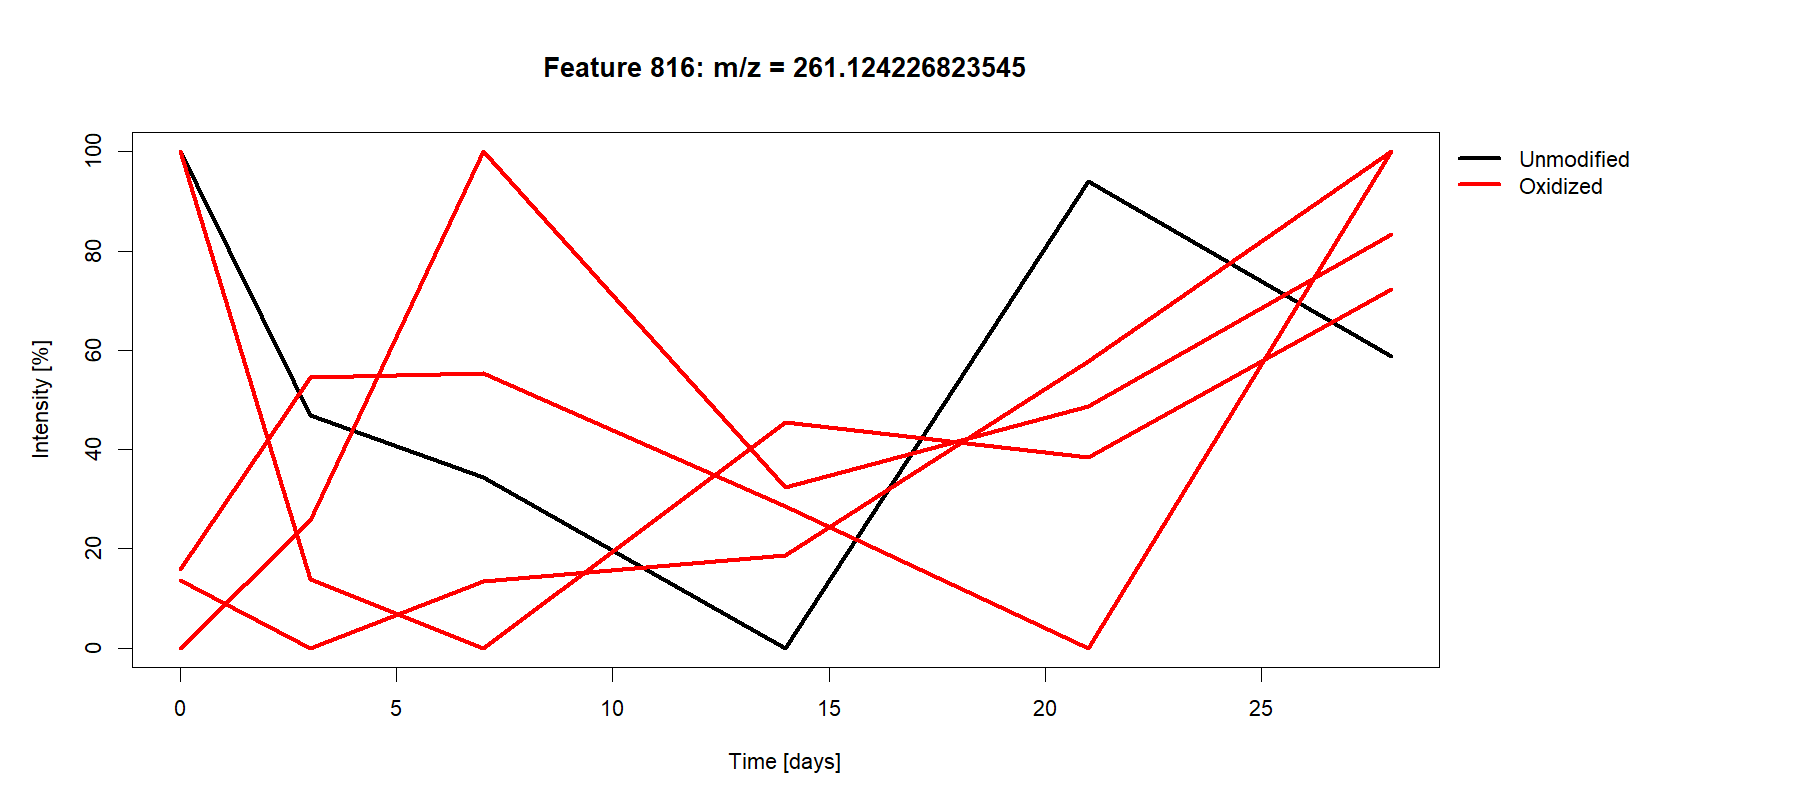 Feature 816: m/z = 261.124226823545
Unmodified
Oxidized
Intensity [%]
100
80
60
40
20
0
0 5 10 15 20 25
Time [days]